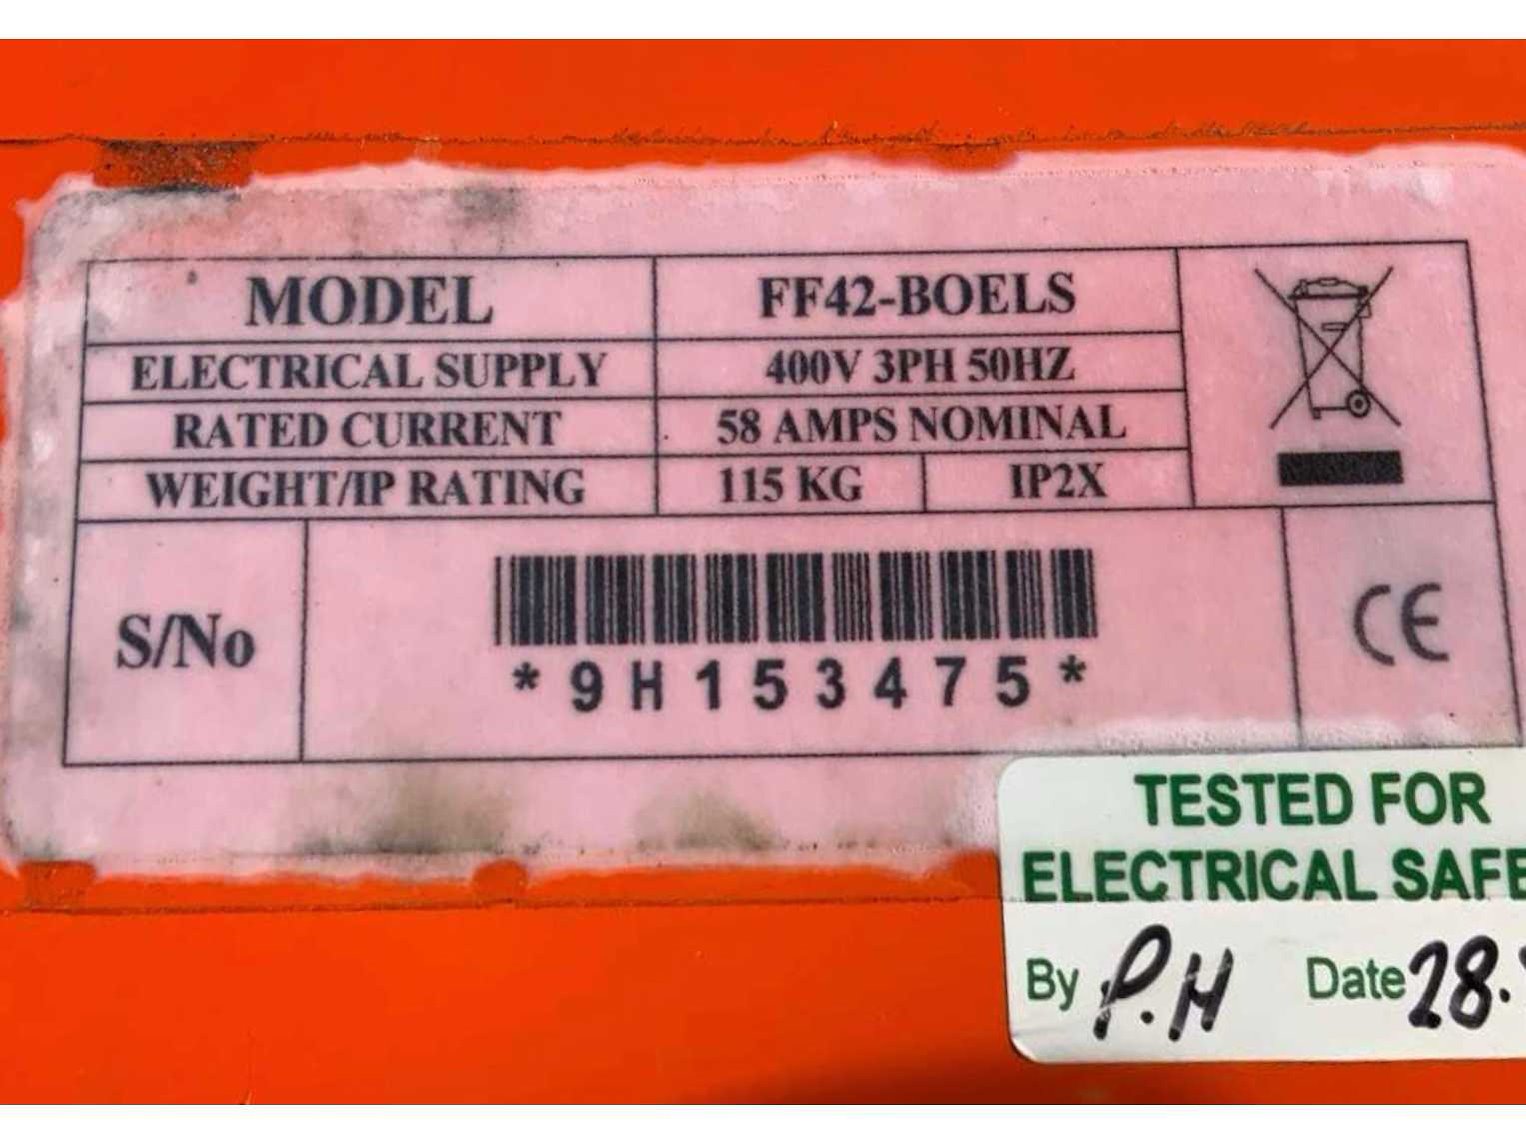 MODEL FF42-BOELS
ELECTRICAL SUPPLY 400V 3PH 50HZ
RATED CURRENT 58 AMPS NOMINAL
WEIGHT/IP RATING 115 KG IP2X
S/No
*9H153475*
CE
TESTED FOR
ELECTRICAL SAFE
By P.H Date 28.